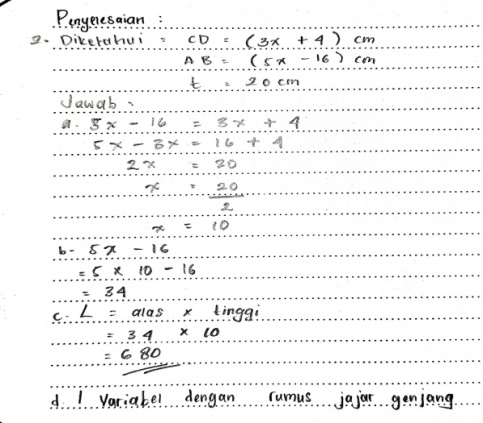 Penyelesaian :
2. Diketahui = CD = (3x + 4) cm
AB = (5x - 16) cm
t = 20 cm
Jawab :
a. 5x - 16 = 3x + 4
5x - 3x = 16 + 4
2x = 20
x = 20
2
x = 10
b - 5x - 16
= 5 x 10 - 16
= 34
c. L = alas x tinggi
= 34 x 10
= 680
d. 1 Variabel dengan rumus jajar genjang